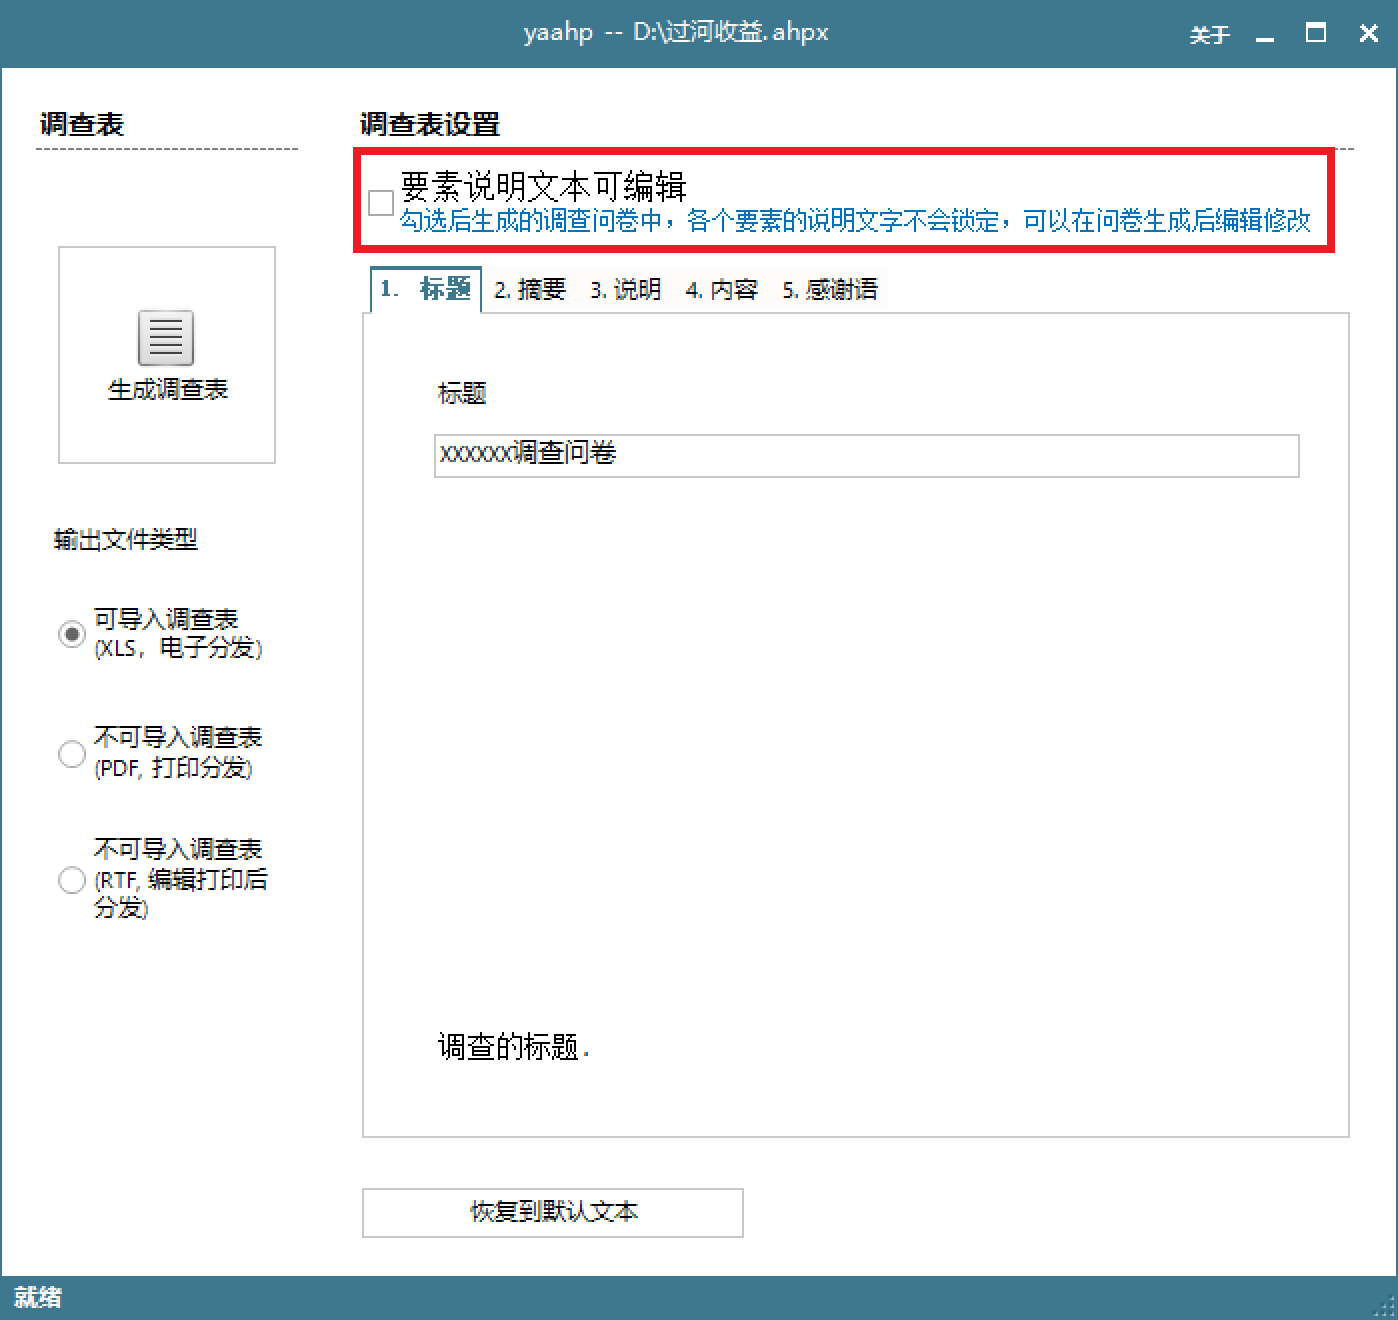 yaahp -- D:\过河收益.ahpx
关于
调查表
调查表设置
要素说明文本可编辑
勾选后生成的调查问卷中，各个要素的说明文字不会锁定，可以在问卷生成后编辑修改
1. 标题
2. 摘要
3. 说明
4. 内容
5. 感谢语
生成调查表
标题
xxxxxx调查问卷
输出文件类型
可导入调查表
(XLS，电子分发)
不可导入调查表
(PDF, 打印分发)
不可导入调查表
(RTF, 编辑打印后
分发)
调查的标题.
恢复到默认文本
就绪